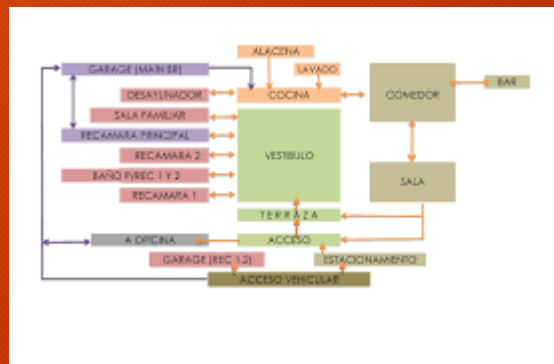 ALACENA
GARAGE (MAIN BR)
LAVADO
COMEDOR
BAR
DESAYUNADOR
COCINA
SALA FAMILIAR
RECAMARA PRINCIPAL
VESTIBULO
RECAMARA 2
BAÑO P/REC 1 Y 2
SALA
RECAMARA 1
TERRAZA
A OFICINA
ACCESO
GARAGE (REC 1,2)
ESTACIONAMIENTO
ACCESO VEHICULAR